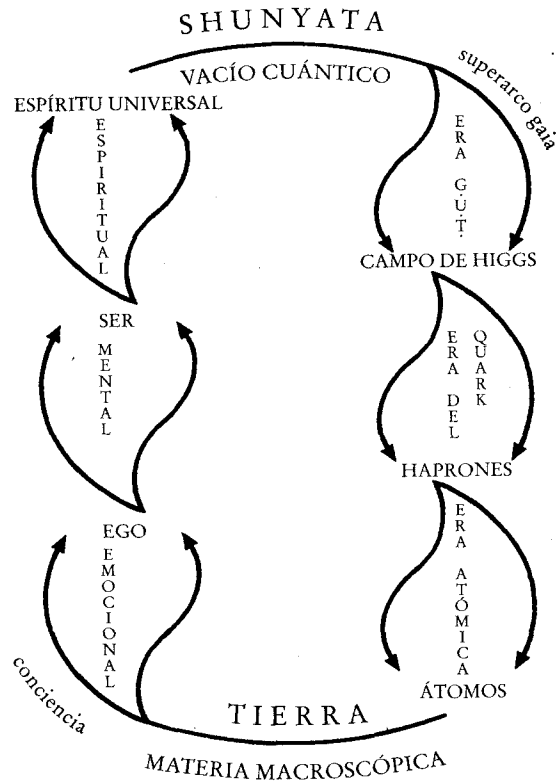 SHUNYATA
VACÍO CUÁNTICO
superarco gaia
ESPÍRITU UNIVERSAL
ESPIRITUAL
ERA G.U.T.
CAMPO DE HIGGS
SER
MENTAL
ERA DEL
QUARK
HAPRONES
EGO
EMOCIONAL
ERA ATÓMICA
ÁTOMOS
conciencia
TIERRA
MATERIA MACROSCÓPICA